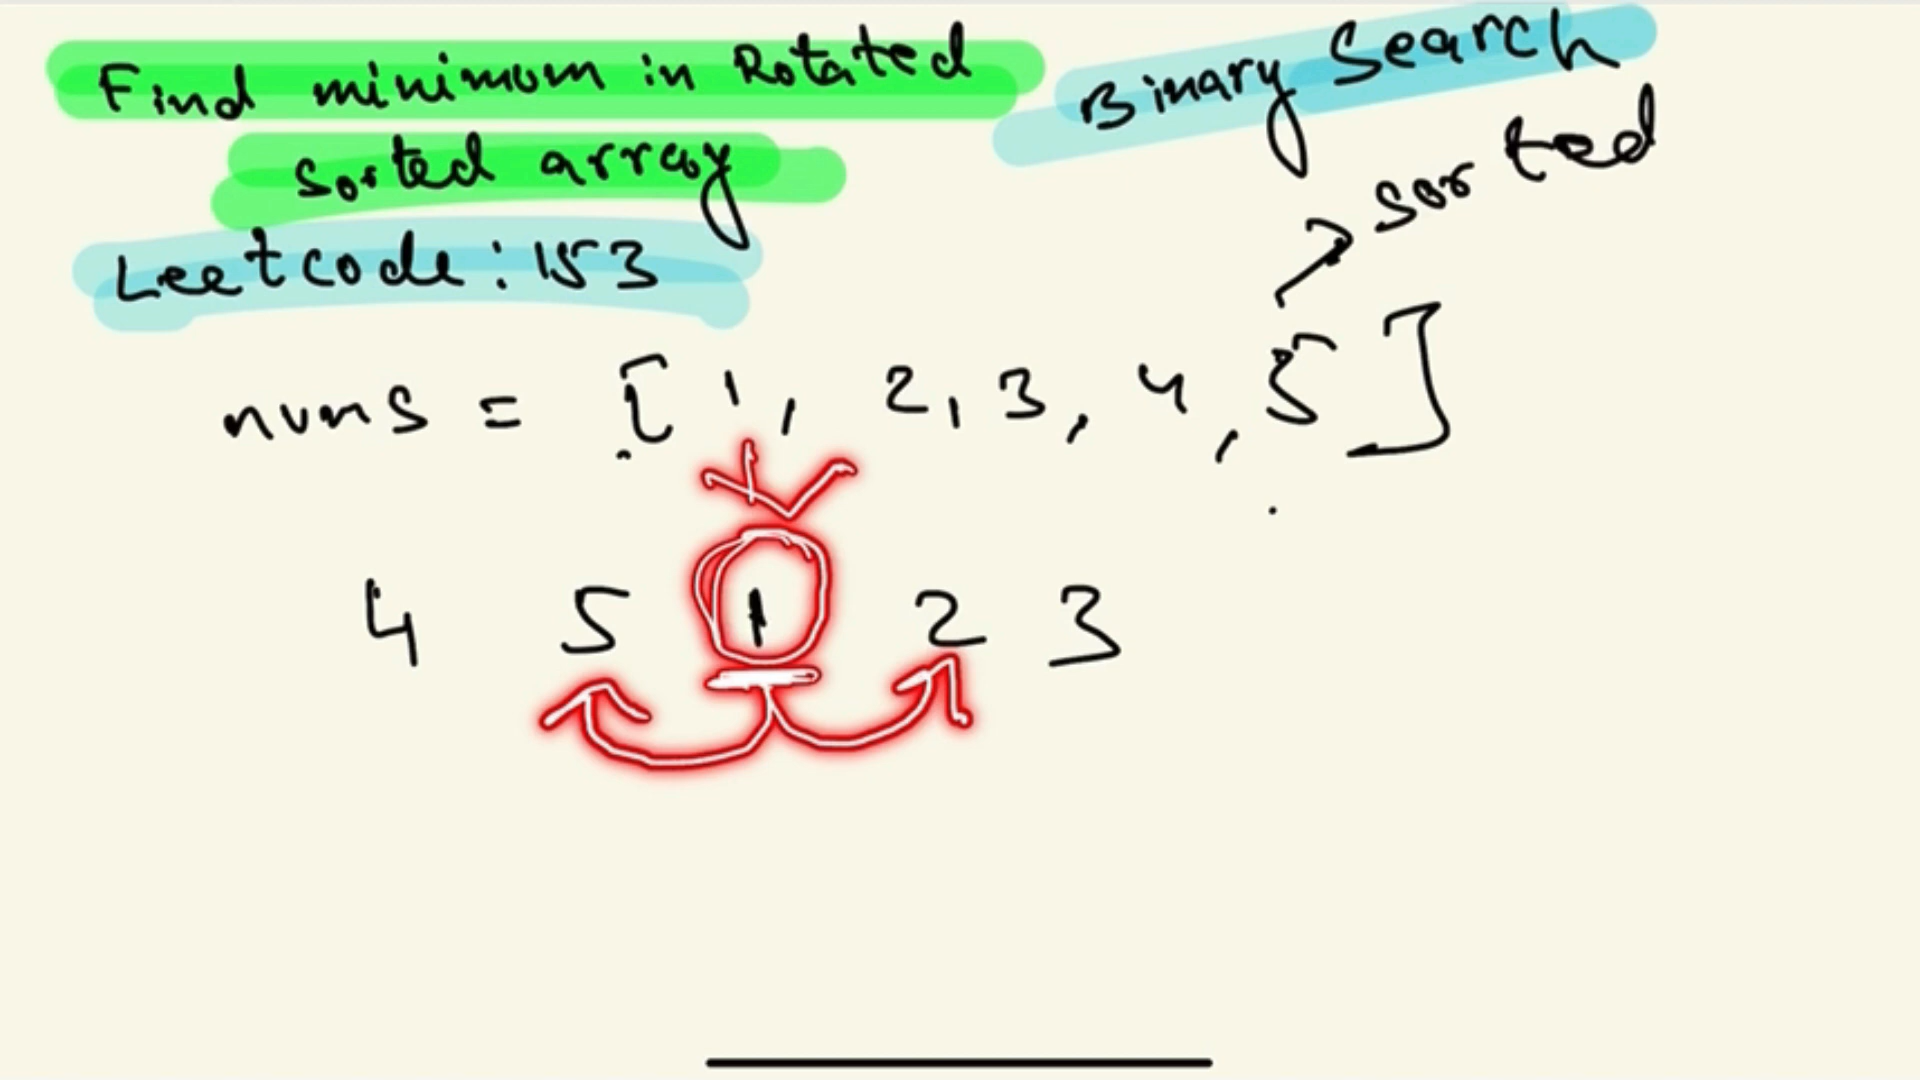 Find minimum in Rotated
sorted array
Binary Search
Leetcode: 153
sorted
nums = [1, 2, 3, 4, 5]
4 5 1 2 3